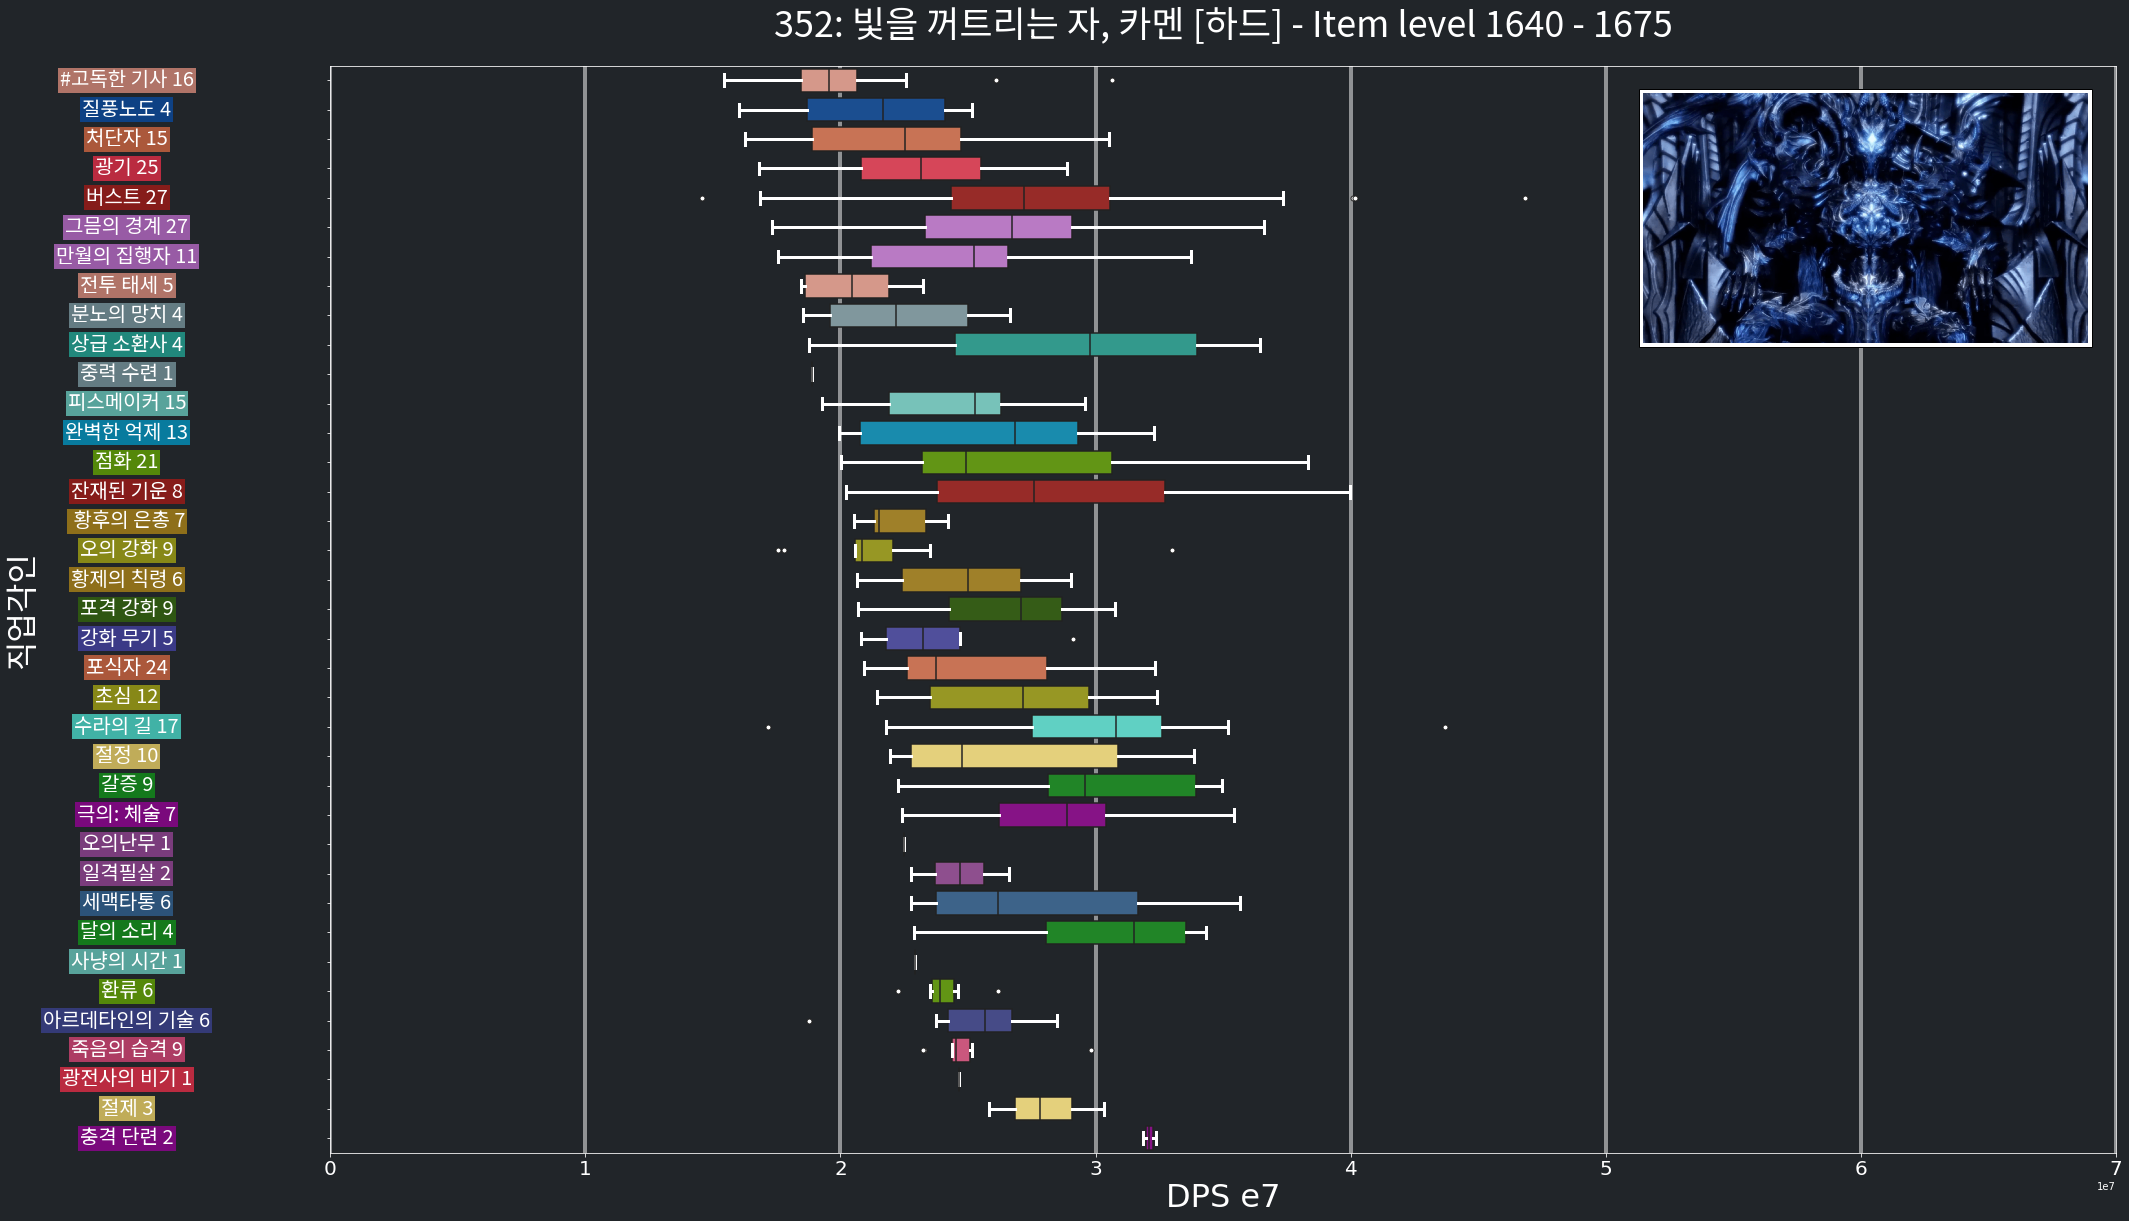 352: 빛을 꺼트리는 자, 카멘 [하드] - Item level 1640 - 1675
#고독한 기사 16
질풍노도 4
처단자 15
광기 25
버스트 27
그믐의 경계 27
만월의 집행자 11
전투 태세 5
분노의 망치 4
상급 소환사 4
중력 수련 1
피스메이커 15
완벽한 억제 13
점화 21
잔재된 기운 8
황후의 은총 7
오의 강화 9
황제의 칙령 6
포격 강화 9
강화 무기 5
포식자 24
초심 12
수라의 길 17
절정 10
갈증 9
극의: 체술 7
오의난무 1
일격필살 2
세맥타통 6
달의 소리 4
사냥의 시간 1
환류 6
아르데타인의 기술 6
죽음의 습격 9
광전사의 비기 1
절제 3
충격 단련 2
직업각인
0 1 2 3 4 5 6 7
1e7
DPS e7